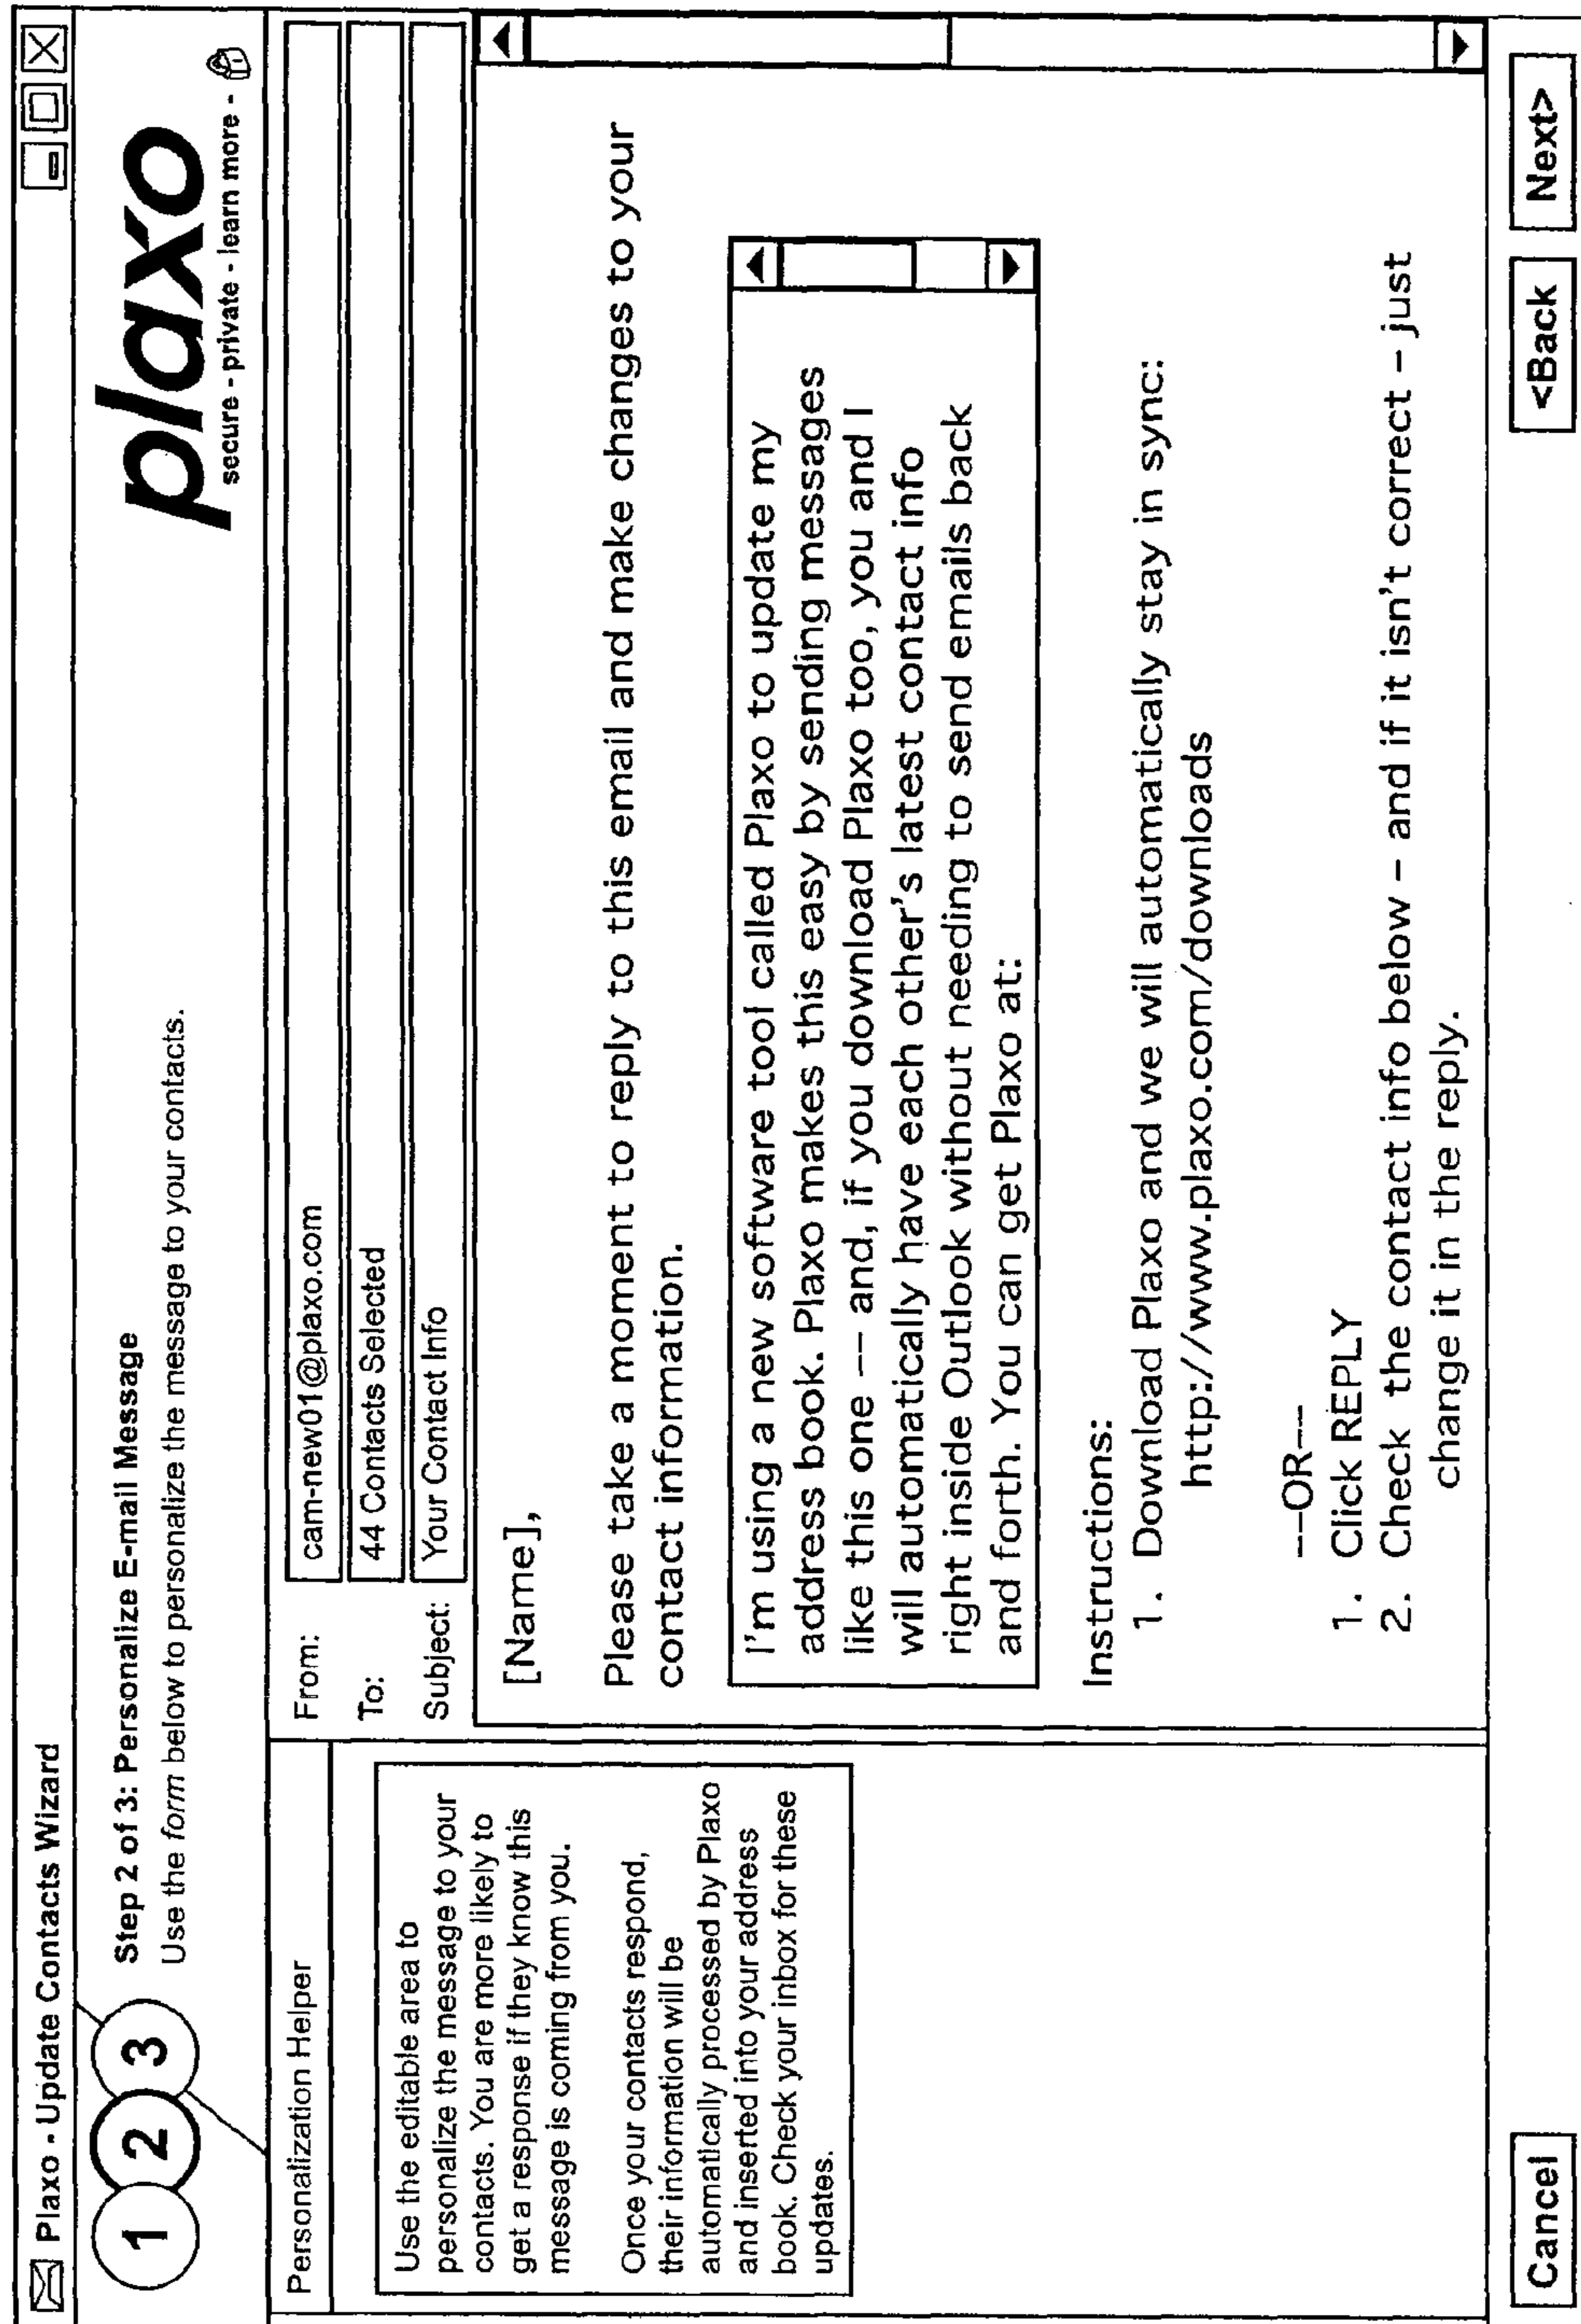 Plaxo - Update Contacts Wizard
1 2 3
Step 2 of 3: Personalize E-mail Message
Use the form below to personalize the message to your contacts.
plaxo
secure - private - learn more -
Personalization Helper
Use the editable area to
personalize the message to your
contacts. You are more likely to
get a response if they know this
message is coming from you.
Once your contacts respond,
their information will be
automatically processed by Plaxo
and inserted into your address
book. Check your inbox for these
updates.
From: cam-new01@plaxo.com
To: 44 Contacts Selected
Subject: Your Contact Info
[Name],
Please take a moment to reply to this email and make changes to your
contact information.
I'm using a new software tool called Plaxo to update my
address book. Plaxo makes this easy by sending messages
like this one -- and, if you download Plaxo too, you and I
will automatically have each other's latest contact info
right inside Outlook without needing to send emails back
and forth. You can get Plaxo at:
Instructions:
1. Download Plaxo and we will automatically stay in sync:
http://www.plaxo.com/downloads
--OR--
1. Click REPLY
2. Check the contact info below – and if it isn't correct – just
change it in the reply.
Cancel
<Back
Next>